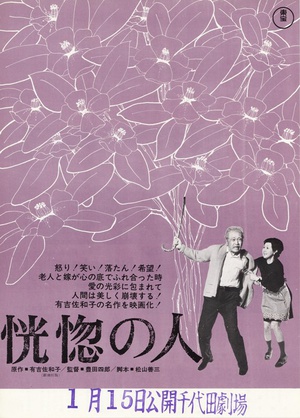 東宝
怒り!笑い!落たん!希望!
老人と嫁が心の底でふれ合った時
愛の光彩に包まれて
人間は美しく崩壊する!
有吉佐和子の名作を映画化!
恍惚の人
原作・有吉佐和子/監督・豊田四郎/脚本・松山善三
1月15日公開千代田劇場